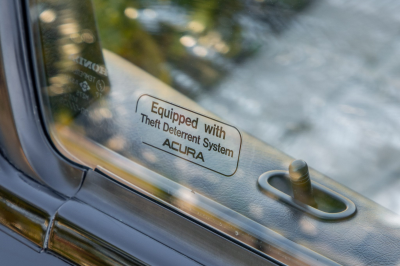 Equipped with
Theft Deterrent System
ACURA